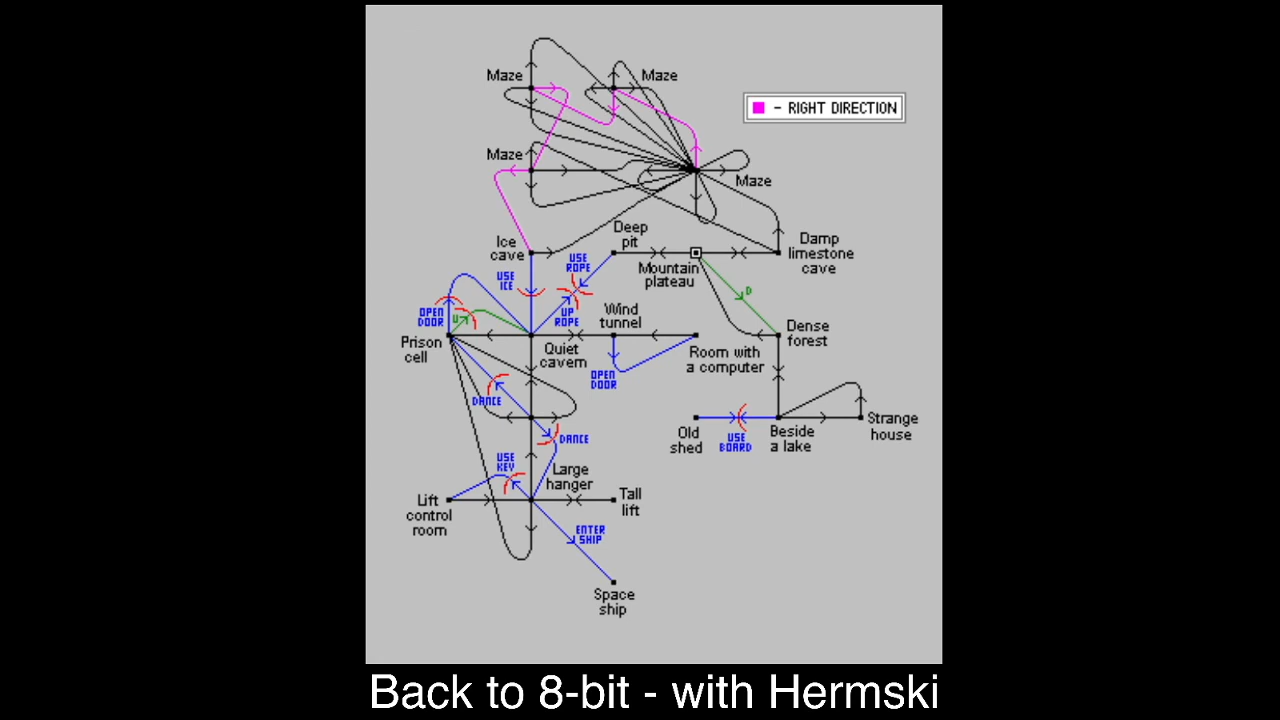 Maze
Maze
- RIGHT DIRECTION
Maze
Maze
Deep
pit
Ice
cave
Damp
limestone
cave
USE
ROPE
Mountain
plateau
USE
ICE
D
OPEN
DOOR
U
UP
ROPE
Wind
tunnel
Dense
forest
Prison
cell
Quiet
cavern
Room with
a computer
OPEN
DOOR
DANCE
DANCE
Old
shed
USE
BOARD
Beside
a lake
Strange
house
USE
KEY
Large
hanger
Lift
control
room
Tall
lift
ENTER
SHIP
Space
ship
Back to 8-bit - with Hermski